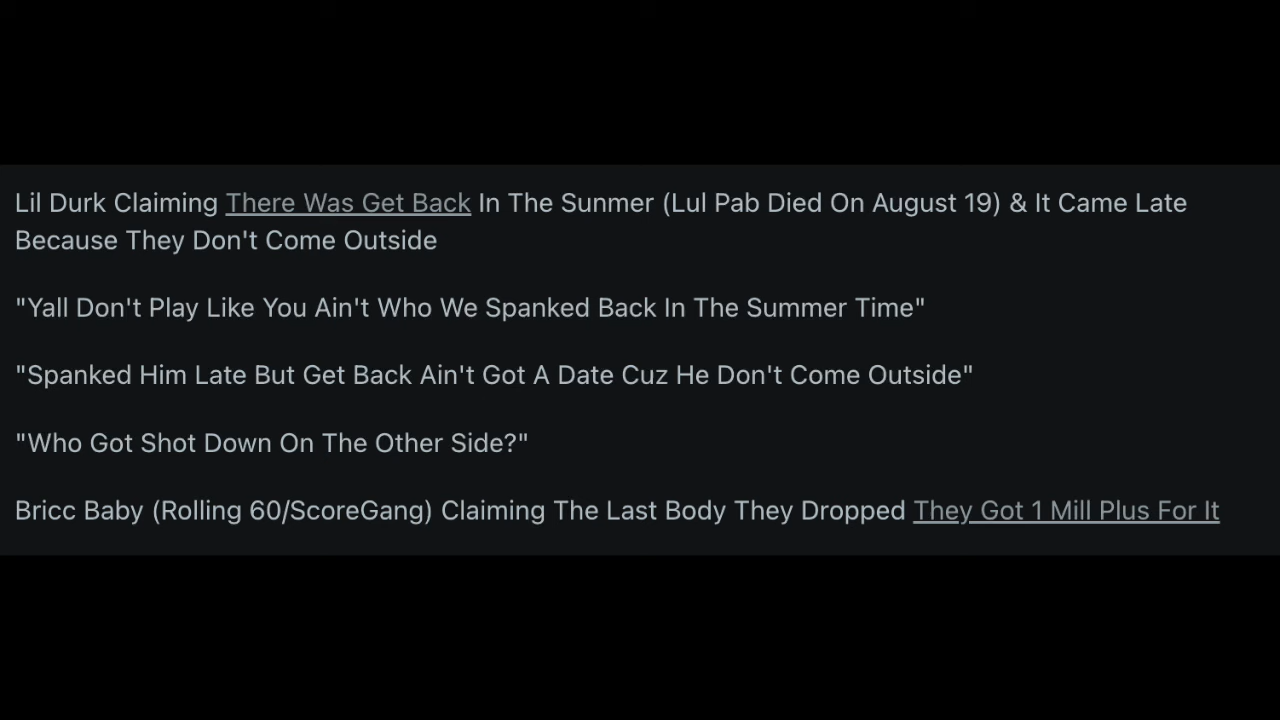 Lil Durk Claiming There Was Get Back In The Sunmer (Lul Pab Died On August 19) & It Came Late
Because They Don't Come Outside
"Yall Don't Play Like You Ain't Who We Spanked Back In The Summer Time"
"Spanked Him Late But Get Back Ain't Got A Date Cuz He Don't Come Outside"
"Who Got Shot Down On The Other Side?"
Bricc Baby (Rolling 60/ScoreGang) Claiming The Last Body They Dropped They Got 1 Mill Plus For It